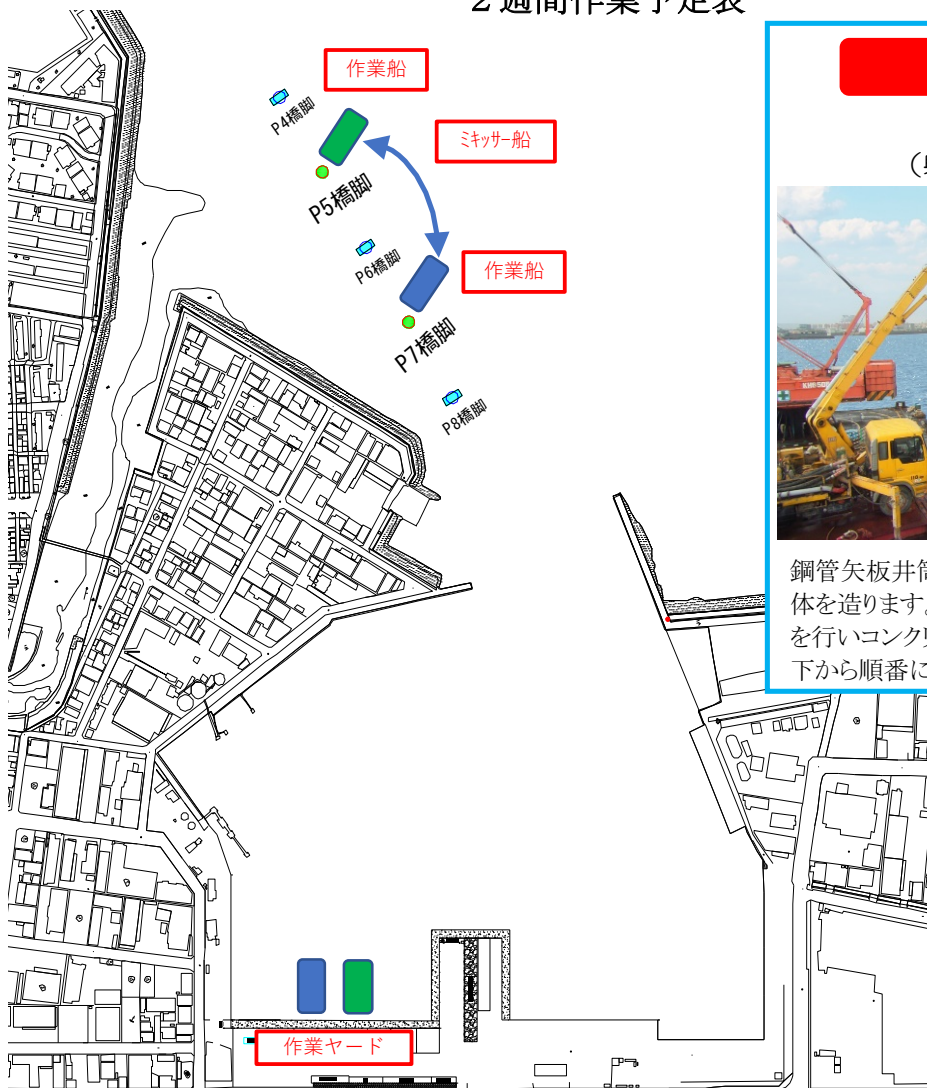 2週間作業予定表
作業船
P4橋脚
ミキッサー船
P5橋脚
P6橋脚
作業船
P7橋脚
P8橋脚
鋼管矢板井筒
体を造ります。
を行いコンクリ
下から順番に
作業ヤード